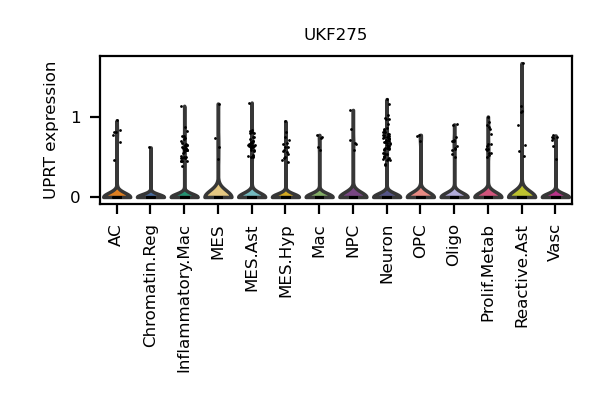 UKF275
UPRT expression
1
0
AC
Chromatin.Reg
Inflammatory.Mac
MES
MES.Ast
MES.Hyp
Mac
NPC
Neuron
OPC
Oligo
Prolif.Metab
Reactive.Ast
Vasc